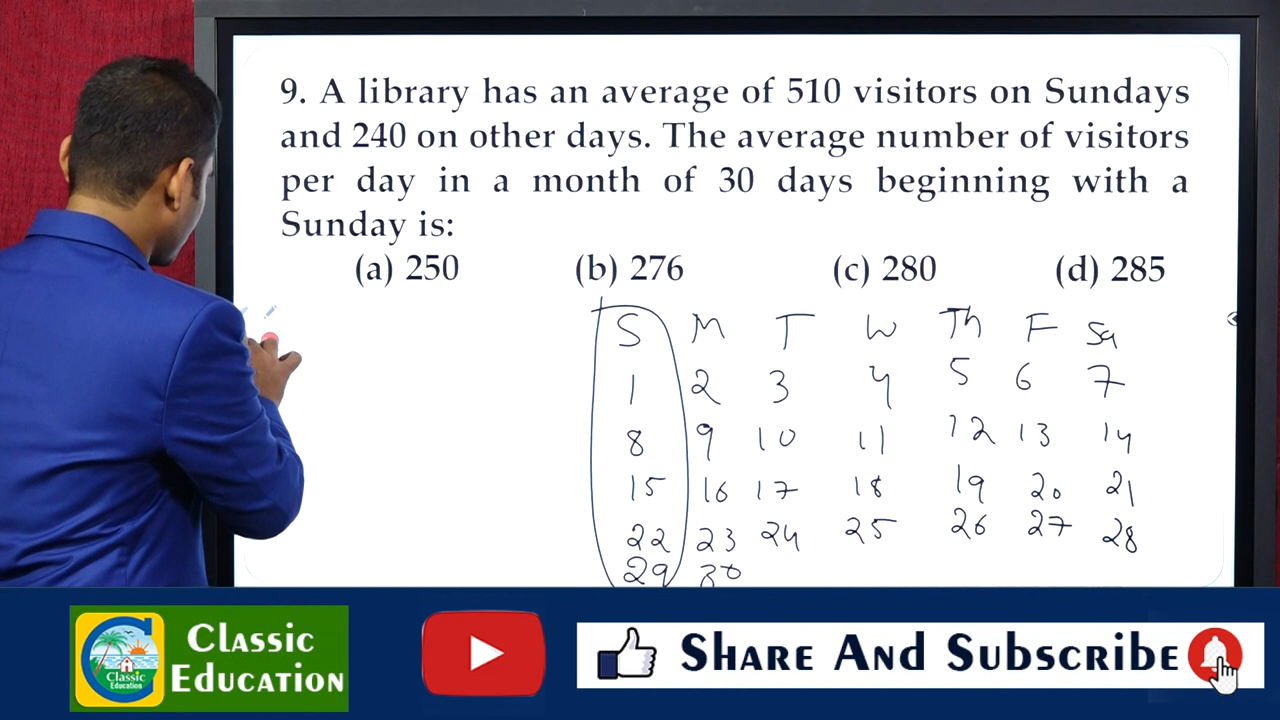 9. A library has an average of 510 visitors on Sundays
and 240 on other days. The average number of visitors
per day in a month of 30 days beginning with a
Sunday is:
(a) 250 (b) 276 (c) 280 (d) 285
S M T W Th F Sa
1 2 3 4 5 6 7
8 9 10 11 12 13 14
15 16 17 18 19 20 21
22 23 24 25 26 27 28
29 30
Classic
Education
Classic
Education
Share And Subscribe